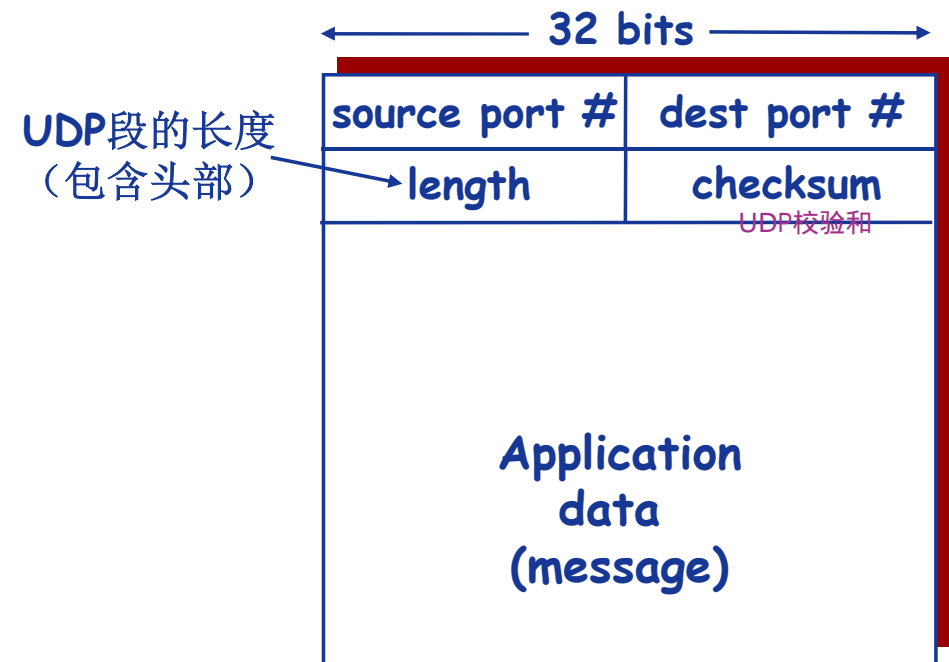 32 bits
source port # dest port #
UDP段的长度
（包含头部）
length checksum
UDP校验和
Application
data
(message)